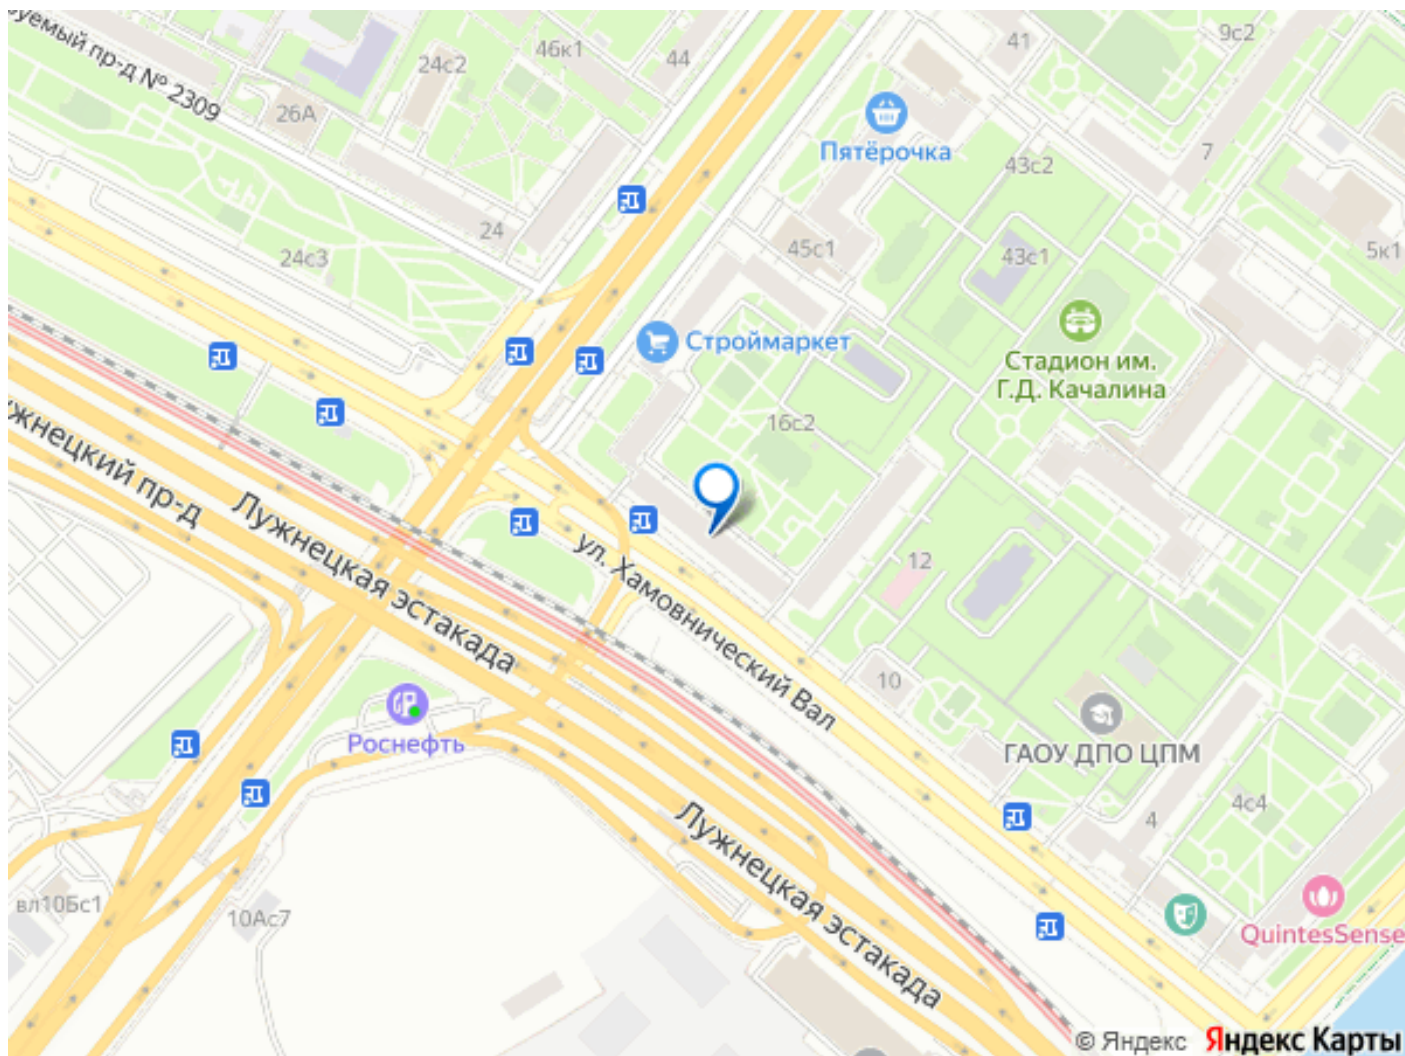 уемый пр-д № 2309
46к1
44
24с2
26А
41
9с2
Пятёрочка
7
43с2
24
45с1
43с1
5к1
24с3
Строймаркет
Стадион им.
Г.Д. Качалина
16с2
жнецкий пр-д
Лужнецкая эстакада
ул. Хамовнический Вал
12
10
Роснефть
ГАОУ ДПО ЦПМ
4с4
4
Лужнецкая эстакада
вл10Бс1
10Ас7
QuintesSense
© Яндекс Яндекс Карты